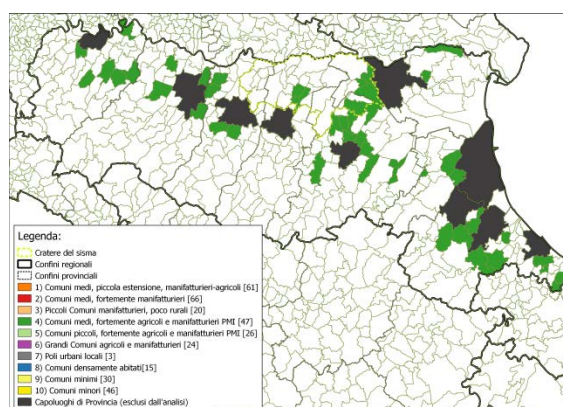 Legenda:
Cratere del sisma
Confini regionali
Confini provinciali
1) Comuni medi, piccola estensione, manifatturieri-agricoli [61]
2) Comuni medi, fortemente manifatturieri [66]
3) Piccoli Comuni manifatturieri, poco rurali [20]
4) Comuni medi, fortemente agricoli e manifatturieri PMI [47]
5) Comuni piccoli, fortemente agricoli e manifatturieri PMI [26]
6) Grandi Comuni agricoli e manifatturieri [24]
7) Poli urbani locali [3]
8) Comuni densamente abitati[15]
9) Comuni minimi [30]
10) Comuni minori [46]
Capoluoghi di Provincia (esclusi dall'analisi)